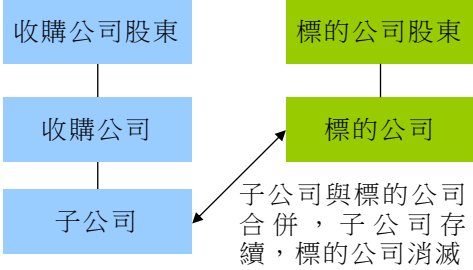 收購公司股東
標的公司股東
收購公司
標的公司
子公司
子公司與標的公司
合併，子公司存
續，標的公司消滅